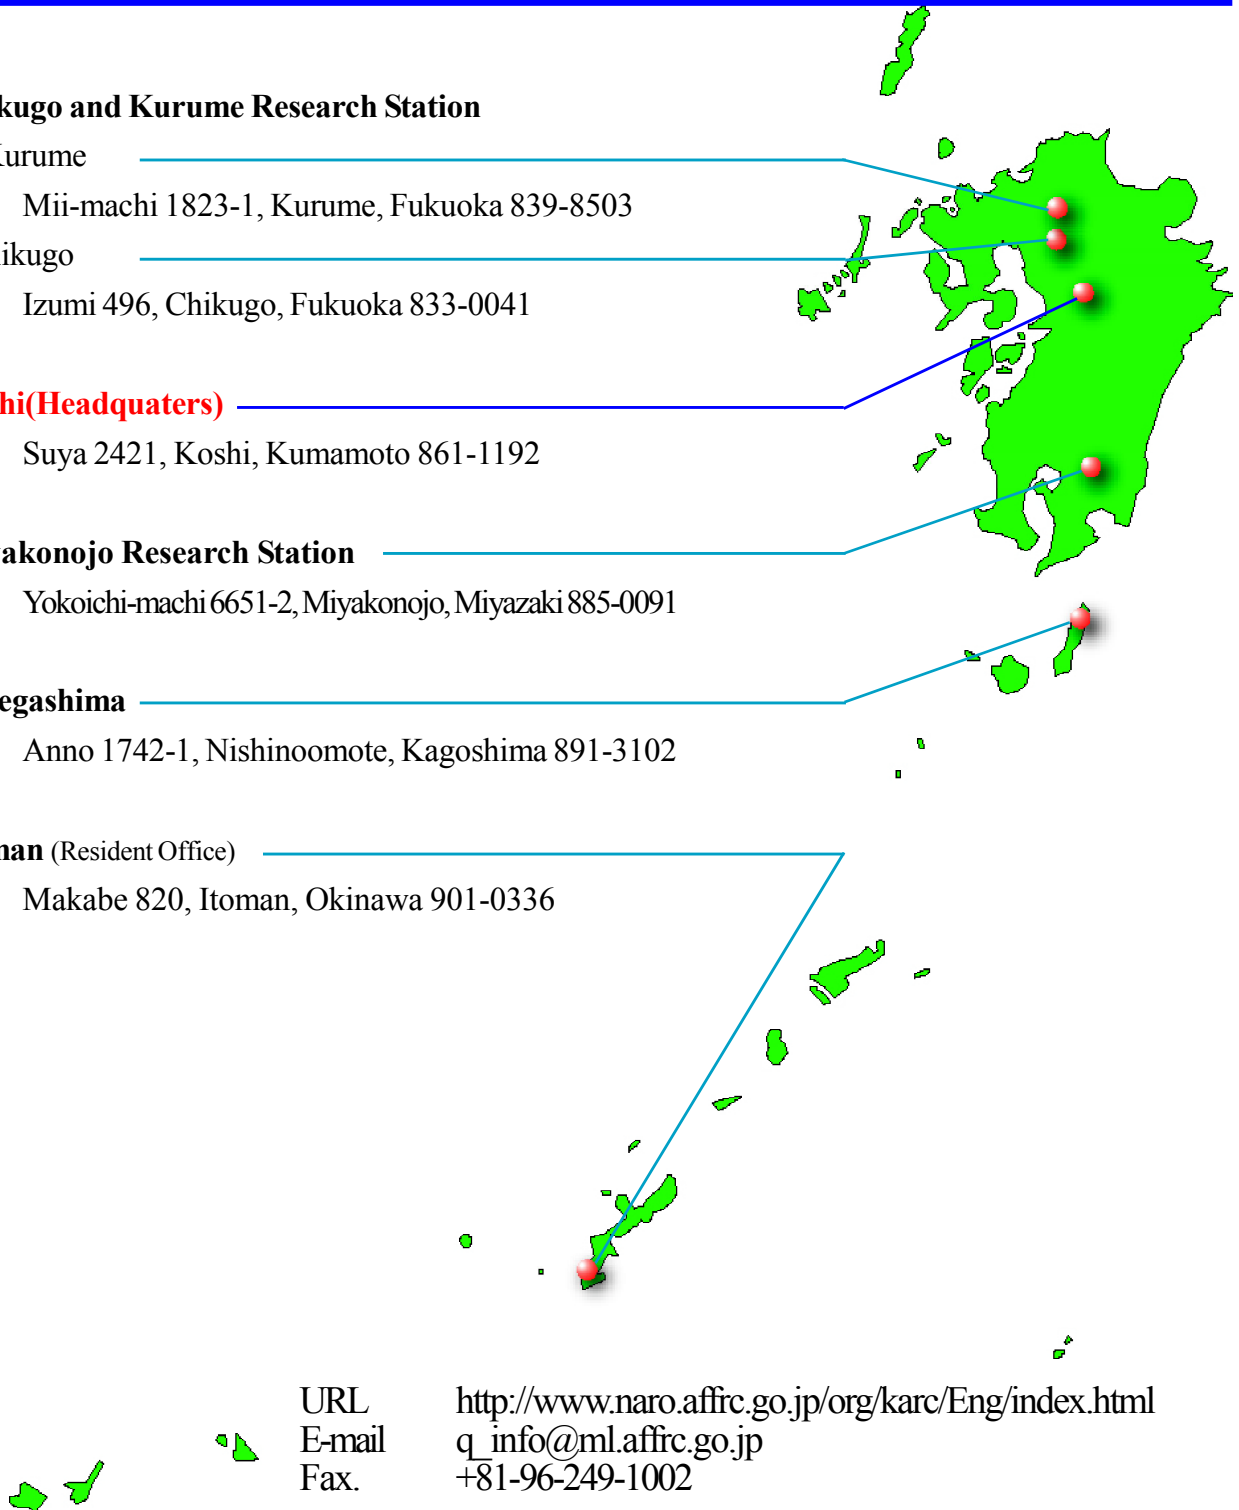 kugo and Kurume Research Station
Kurume
Mii-machi 1823-1, Kurume, Fukuoka 839-8503
ikugo
Izumi 496, Chikugo, Fukuoka 833-0041
hi(Headquaters)
Suya 2421, Koshi, Kumamoto 861-1192
yakonojo Research Station
Yokoichi-machi 6651-2, Miyakonojo, Miyazaki 885-0091
egashima
Anno 1742-1, Nishinoomote, Kagoshima 891-3102
man (Resident Office)
Makabe 820, Itoman, Okinawa 901-0336
URL http://www.naro.affrc.go.jp/org/karc/Eng/index.html
E-mail q_info@ml.affrc.go.jp
Fax. +81-96-249-1002